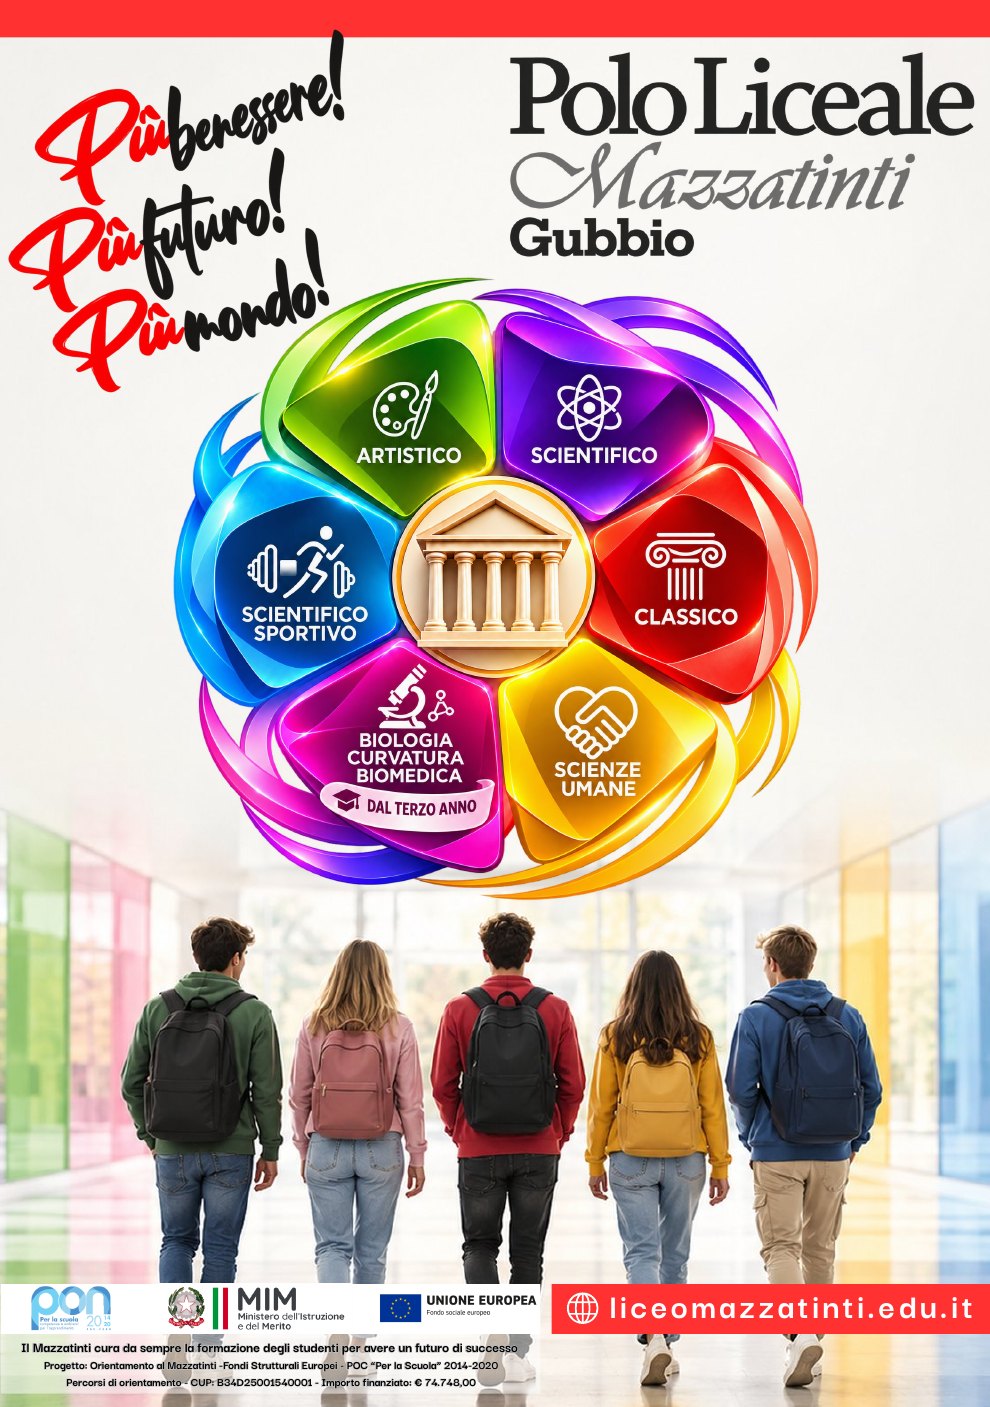 Più benessere!
Più futuro!
Più mondo!
Polo Liceale
Mazzatinti
Gubbio
ARTISTICO
SCIENTIFICO
SCIENTIFICO
SPORTIVO
CLASSICO
BIOLOGIA
CURVATURA
BIOMEDICA
DAL TERZO ANNO
SCIENZE
UMANE
pon
Per la scuola
MIM
Ministero dell'Istruzione
e del Merito
UNIONE EUROPEA
Fondo sociale europeo
liceomazzatinti.edu.it
Il Mazzatinti cura da sempre la formazione degli studenti per avere un futuro di successo
Progetto: Orientamento al Mazzatinti -Fondi Strutturali Europei - POC “Per la Scuola” 2014-2020
Percorsi di orientamento - CUP: B34D25001540001 - Importo finanziato: € 74.748,00